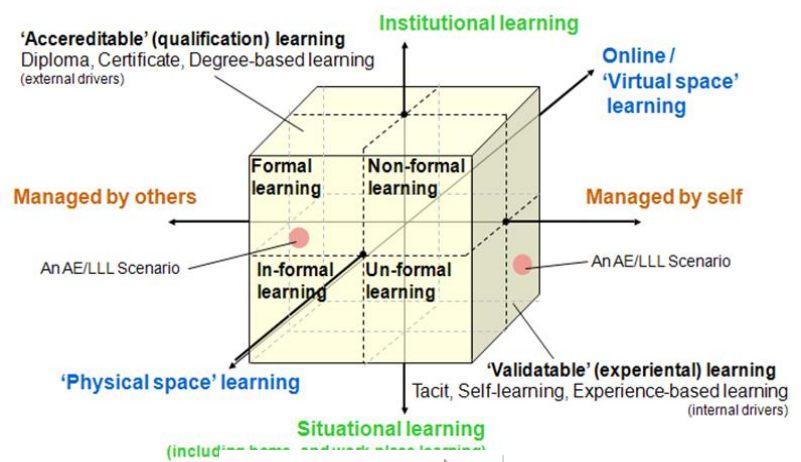 Institutional learning
'Accereditable' (qualification) learning
Diploma, Certificate, Degree-based learning
(external drivers)
Online /
'Virtual space'
learning
Formal
learning
Non-formal
learning
Managed by others
Managed by self
An AE/LLL Scenario
An AE/LLL Scenario
In-formal
learning
Un-formal
learning
'Physical space' learning
'Validatable' (experiental) learning
Tacit, Self-learning, Experience-based learning
(internal drivers)
Situational learning